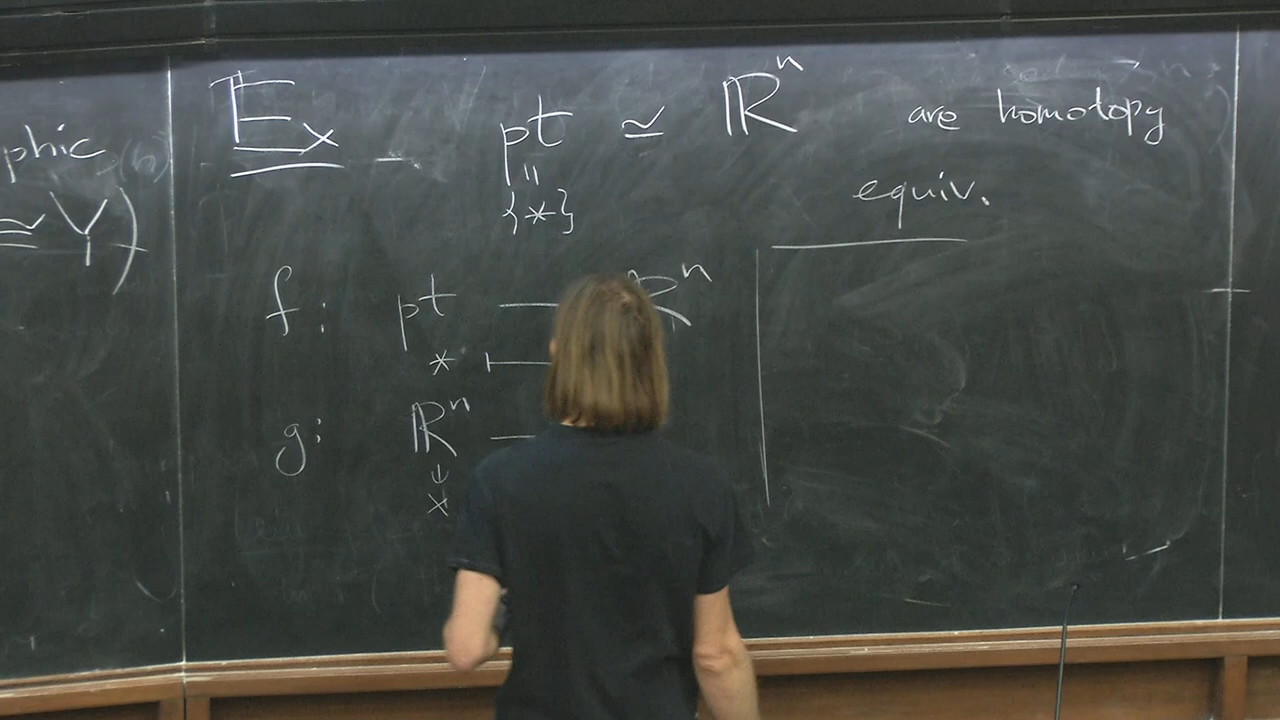 phic
≅ Y)
Ex - pt ≃ ℝⁿ are homotopy
|| equiv.
{*}
f: pt — ℝⁿ
* ⊢
g: ℝⁿ —
ψ
x